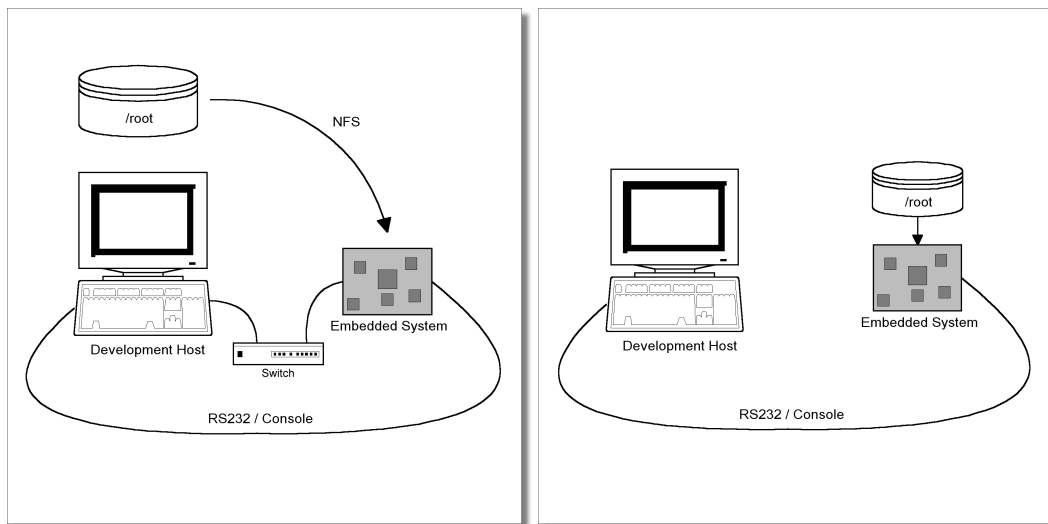 /root
NFS
Embedded System
Development Host
Switch
RS232 / Console
/root
Embedded System
Development Host
RS232 / Console